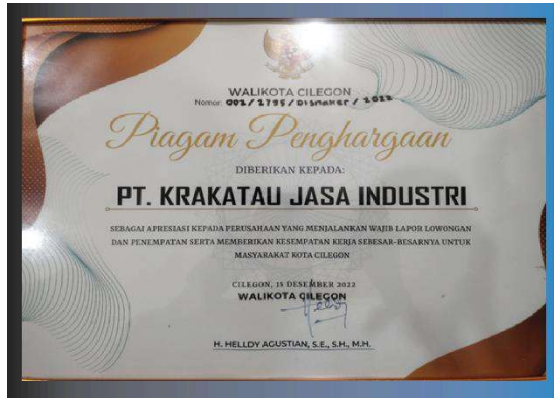 WALIKOTA CILEGON
Nomor: 002 / 2795 / Disnaker / 2022
Piagam Penghargaan
DIBERIKAN KEPADA:
PT. KRAKATAU JASA INDUSTRI
SEBAGAI APRESIASI KEPADA PERUSAHAAN YANG MENJALANKAN WAJIB LAPOR LOWONGAN
DAN PENEMPATAN SERTA MEMBERIKAN KESEMPATAN KERJA SEBESAR-BESARNYA UNTUK
MASYARAKAT KOTA CILEGON
CILEGON, 15 DESEMBER 2022
WALIKOTA CILEGON
H. HELLDY AGUSTIAN, S.E., S.H., M.H.